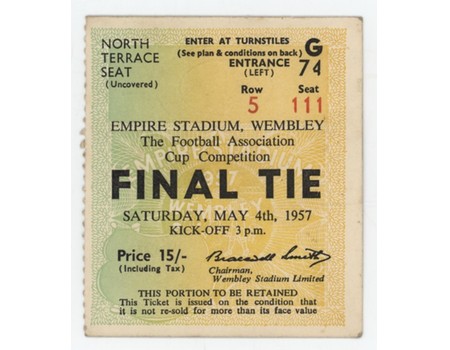 NORTH
TERRACE
SEAT
(Uncovered)
ENTER AT TURNSTILES
(See plan & conditions on back)
ENTRANCE
(LEFT)
G
74
Row
5
Seat
111
EMPIRE STADIUM, WEMBLEY
The Football Association
Cup Competition
FINAL TIE
SATURDAY, MAY 4th, 1957
KICK-OFF 3 p.m.
Price 15/-
(Including Tax)
Bracewell Smith
Chairman,
Wembley Stadium Limited
THIS PORTION TO BE RETAINED
This Ticket is issued on the condition that
it is not re-sold for more than its face value